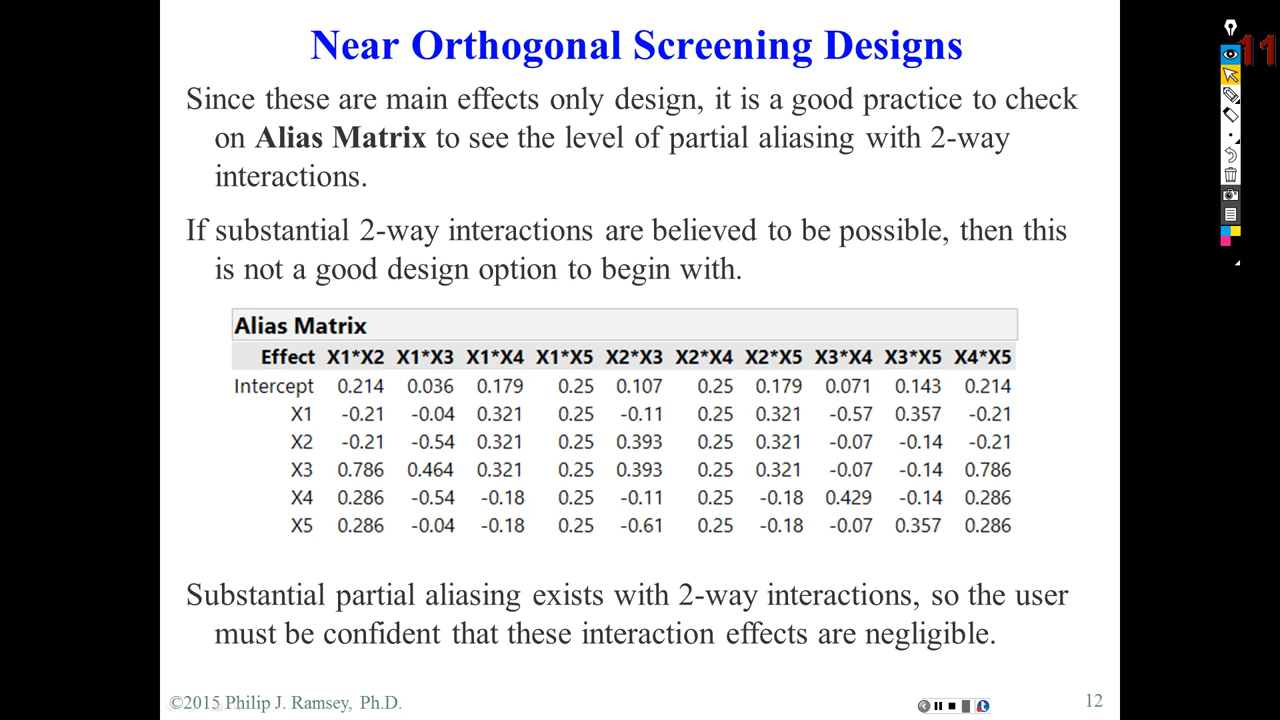 Near Orthogonal Screening Designs
11
Since these are main effects only design, it is a good practice to check
on Alias Matrix to see the level of partial aliasing with 2-way
interactions.
If substantial 2-way interactions are believed to be possible, then this
is not a good design option to begin with.
Alias Matrix
Effect X1*X2 X1*X3 X1*X4 X1*X5 X2*X3 X2*X4 X2*X5 X3*X4 X3*X5 X4*X5
Intercept 0.214 0.036 0.179 0.25 0.107 0.25 0.179 0.071 0.143 0.214
X1 -0.21 -0.04 0.321 0.25 -0.11 0.25 0.321 -0.57 0.357 -0.21
X2 -0.21 -0.54 0.321 0.25 0.393 0.25 0.321 -0.07 -0.14 -0.21
X3 0.786 0.464 0.321 0.25 0.393 0.25 0.321 -0.07 -0.14 0.786
X4 0.286 -0.54 -0.18 0.25 -0.11 0.25 -0.18 0.429 -0.14 0.286
X5 0.286 -0.04 -0.18 0.25 -0.61 0.25 -0.18 -0.07 0.357 0.286
Substantial partial aliasing exists with 2-way interactions, so the user
must be confident that these interaction effects are negligible.
©2015 Philip J. Ramsey, Ph.D.
12